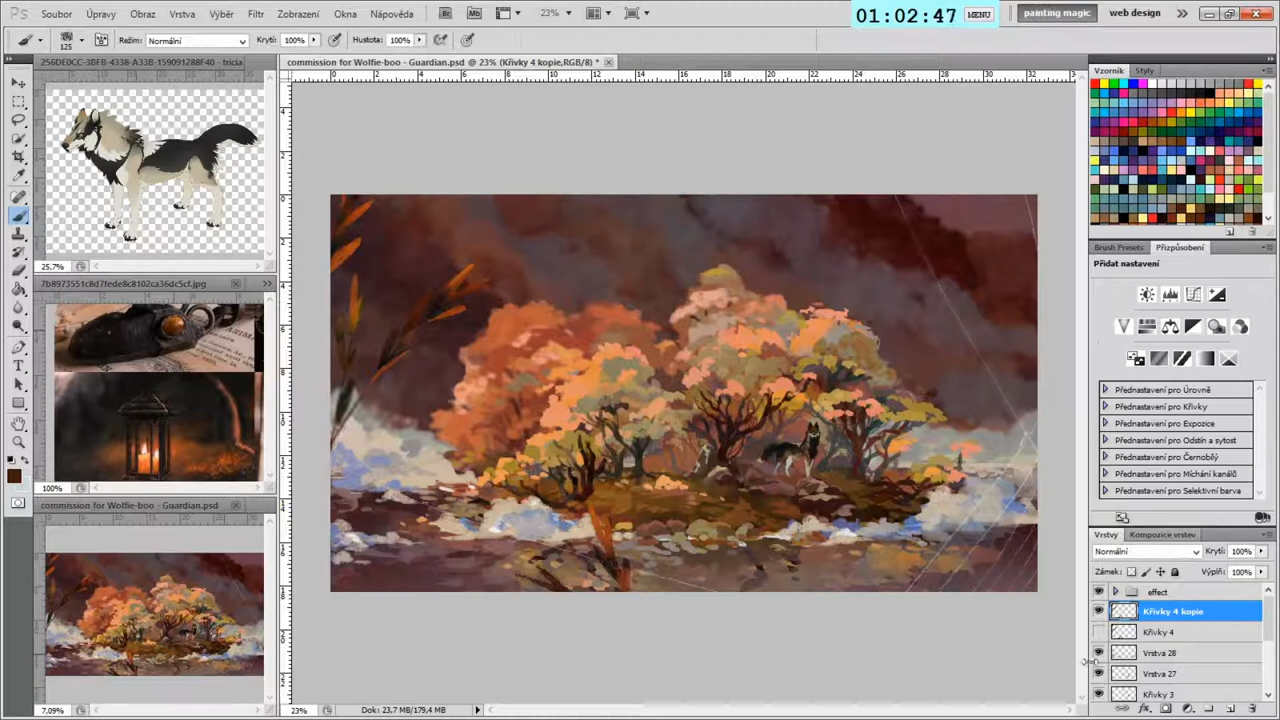 Ps Soubor Úpravy Obraz Vrstva Výběr Filtr Zobrazení Okna Nápověda Br Mb 23% 01:02:47 MENU painting magic web design
125 Režim: Normální Krytí: 100% Hustota: 100%
256DE0CC-3BFB-4338-A33B-159091288F40 - tricia
commission for Wolfie-boo - Guardian.psd @ 23% (Křivky 4 kopie,RGB/8) *
Vzorník Styly
25,7%
Brush Presets Přizpůsobení
Přidat nastavení
7b8973551c8d7fede8c8102ca36dc5cf.jpg
Přednastavení pro Úrovně
Přednastavení pro Křivky
Přednastavení pro Expozice
Přednastavení pro Odstín a sytost
Přednastavení pro Černobílý
Přednastavení pro Míchání kanálů
Přednastavení pro Selektivní barva
100%
commission for Wolfie-boo - Guardian.psd
Vrstvy Kompozice vrstev
Normální Krytí: 100%
Zámek: Výplň: 100%
effect
Křivky 4 kopie
Křivky 4
Vrstva 28
Vrstva 27
Křivky 3
7,09%
23% Dok: 23,7 MB/179,4 MB